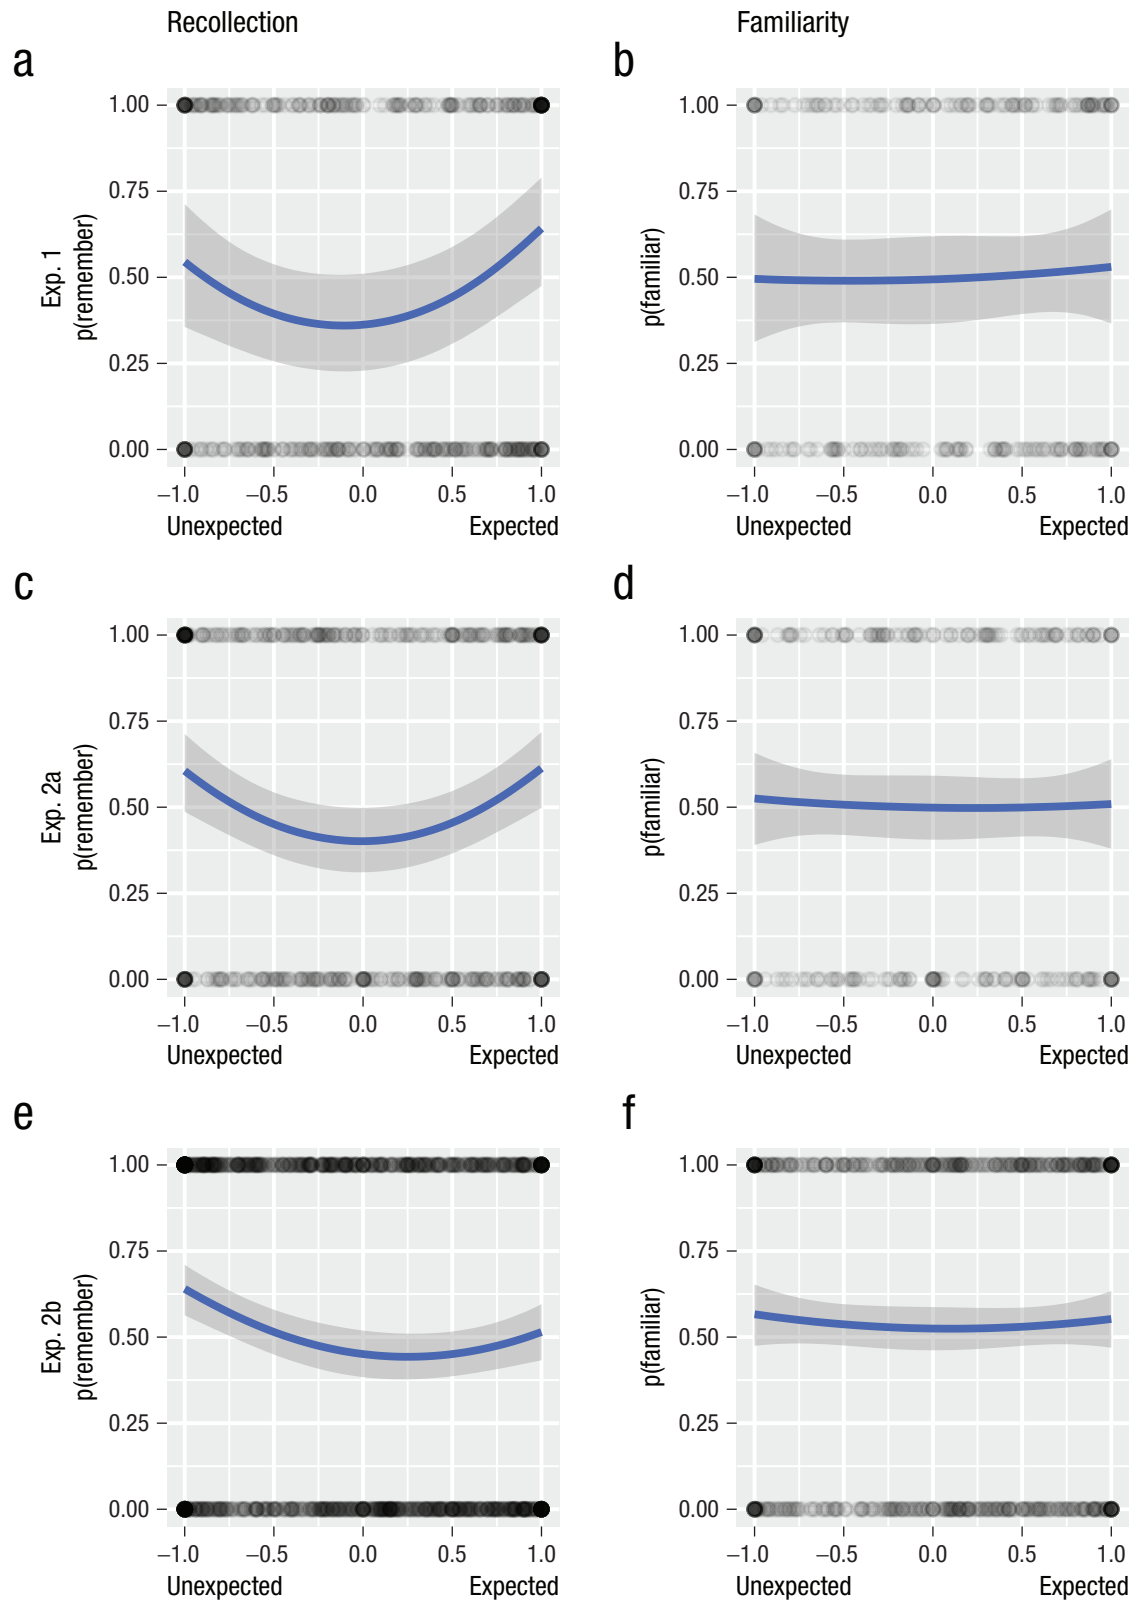 Recollection
Familiarity
a
b
Exp. 1
p(remember)
1.00
0.75
0.50
0.25
0.00
−1.0 −0.5 0.0 0.5 1.0
Unexpected Expected
p(familiar)
1.00
0.75
0.50
0.25
0.00
−1.0 −0.5 0.0 0.5 1.0
Unexpected Expected
c
d
Exp. 2a
p(remember)
1.00
0.75
0.50
0.25
0.00
−1.0 −0.5 0.0 0.5 1.0
Unexpected Expected
p(familiar)
1.00
0.75
0.50
0.25
0.00
−1.0 −0.5 0.0 0.5 1.0
Unexpected Expected
e
f
Exp. 2b
p(remember)
1.00
0.75
0.50
0.25
0.00
−1.0 −0.5 0.0 0.5 1.0
Unexpected Expected
p(familiar)
1.00
0.75
0.50
0.25
0.00
−1.0 −0.5 0.0 0.5 1.0
Unexpected Expected